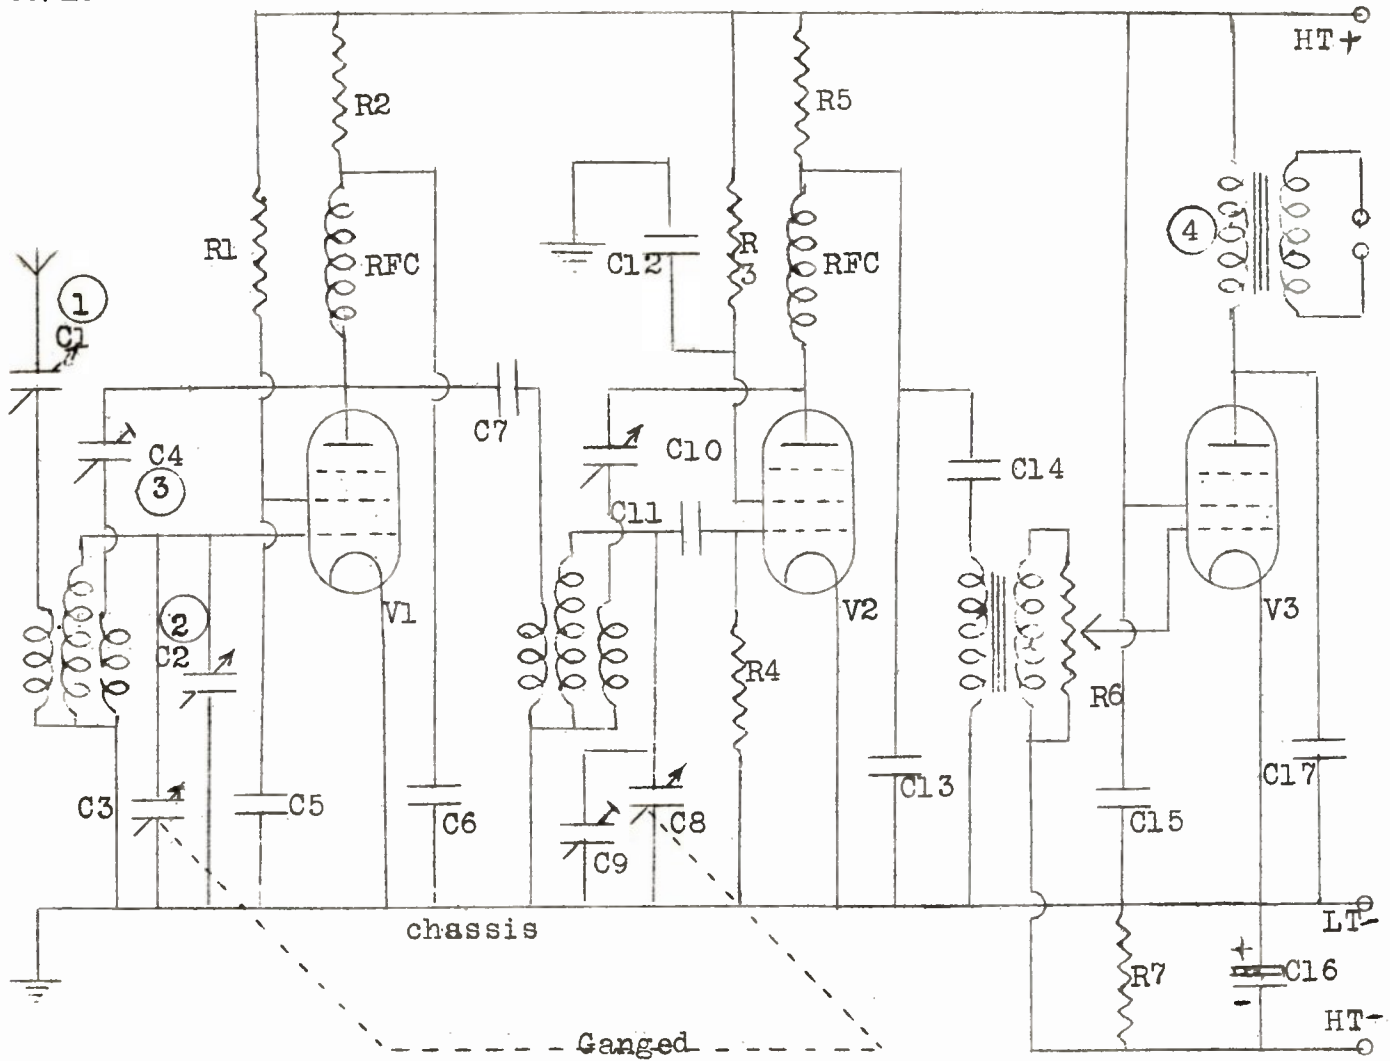 HT+
R2
R5
R1
RFC
C12
R
3
RFC
4
1
C1
C7
C4
3
C10
C11
C14
2
C2
V1
V2
V3
R4
R6
C3
C5
C6
C9
C8
C13
C15
C17
chassis
LT-
+
C16
-
R7
HT-
Ganged